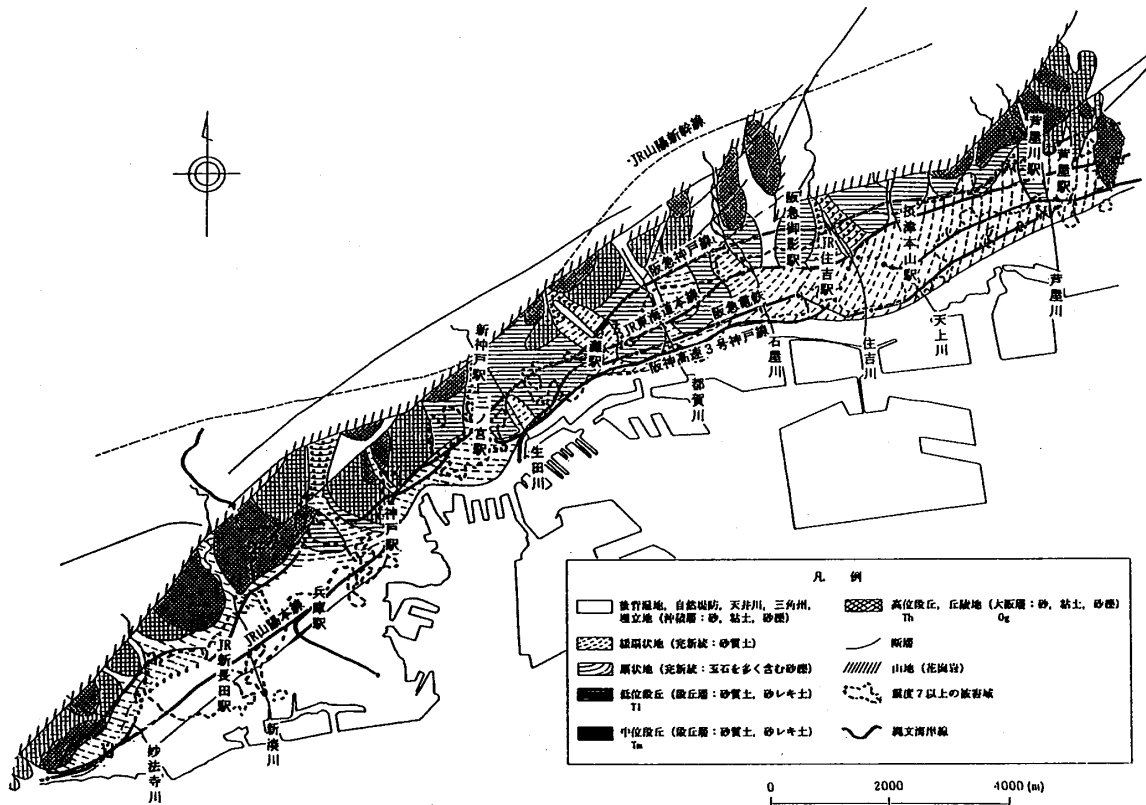 JR山陽新幹線
阪急神戸線
JR東海道本線
阪急電鉄
阪神高速3号神戸線
JR山陽本線
芦屋川駅
芦屋駅
摂津本山駅
阪急御影駅
JR住吉駅
灘駅
新神戸駅
神戸駅
兵庫駅
JR新長田駅
芦屋川
天上川
住吉川
石屋川
都賀川
生田川
新湊川
妙法寺川
凡 例
後背湿地, 自然堤防, 天井川, 三角州,
埋立地 (沖積層:砂, 粘土, 砂礫)
緩扇状地 (完新統:砂質土)
扇状地 (完新統:玉石を多く含む砂礫)
低位段丘 (段丘層:砂質土, 砂レキ土)
Tl
中位段丘 (段丘層:砂質土, 砂レキ土)
Tm
高位段丘, 丘陵地 (大阪層:砂, 粘土, 砂礫)
Th Og
断層
山地 (花崗岩)
震度7以上の被害域
縄文海岸線
0 2000 4000 (m)